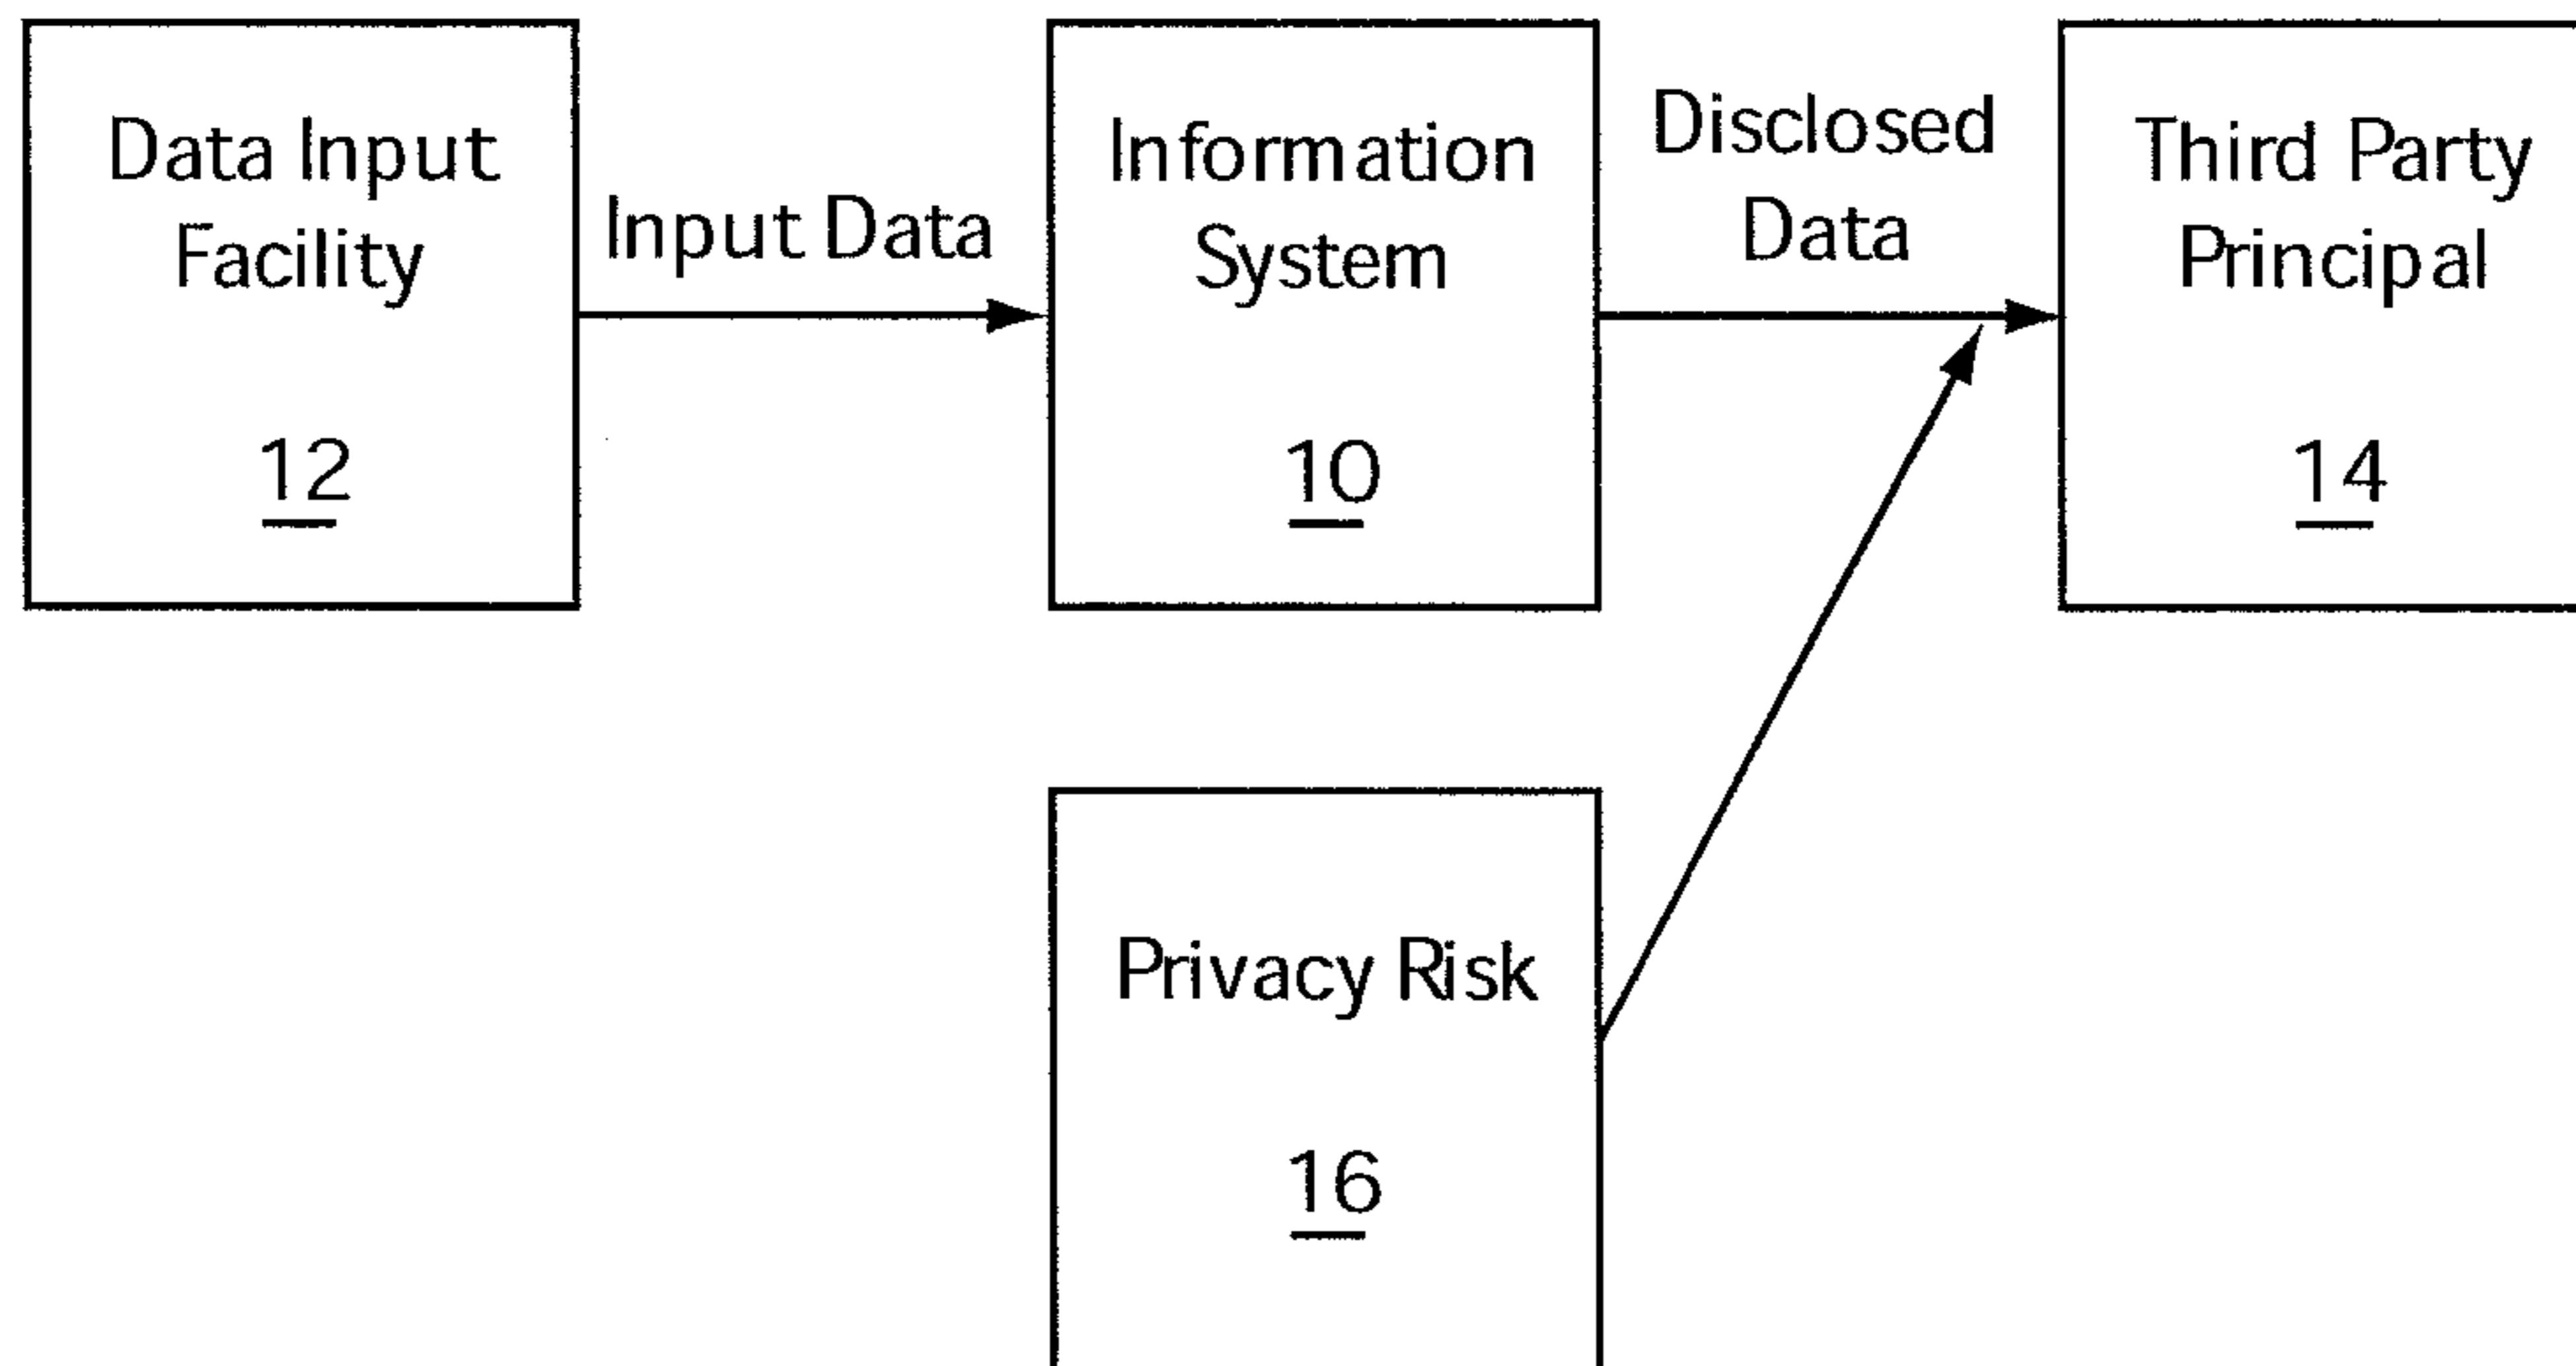 Data Input
Facility
12
Input Data
Information
System
10
Disclosed
Data
Third Party
Principal
14
Privacy Risk
16